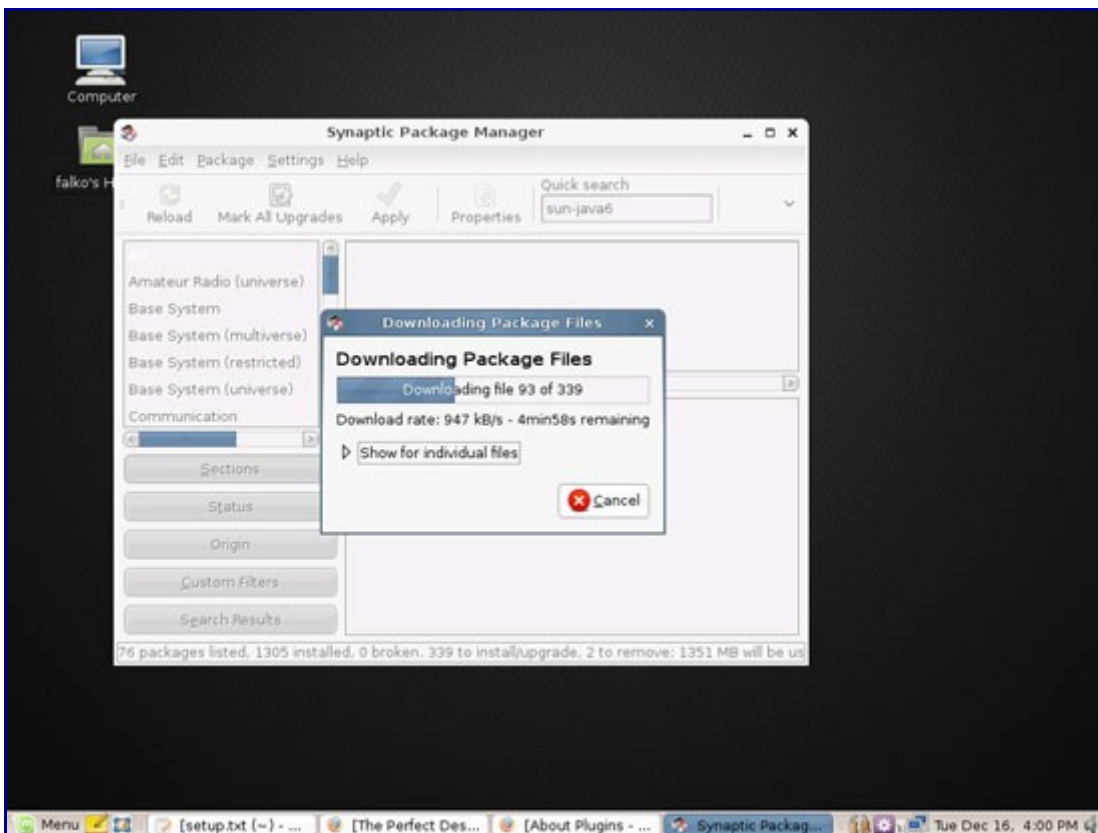 Computer
falko's H
Synaptic Package Manager
File Edit Package Settings Help
Reload Mark All Upgrades Apply Properties
Quick search
sun-java6
All
Amateur Radio (universe)
Base System
Base System (multiverse)
Base System (restricted)
Base System (universe)
Communication
Sections
Status
Origin
Custom Filters
Search Results
Downloading Package Files
Downloading Package Files
Downloading file 93 of 339
Download rate: 947 kB/s - 4min58s remaining
Show for individual files
Cancel
76 packages listed, 1305 installed, 0 broken. 339 to install/upgrade, 2 to remove; 1351 MB will be us
Menu [setup.txt (~) - ... [The Perfect Des... [About Plugins - ... Synaptic Packag... Tue Dec 16, 4:00 PM